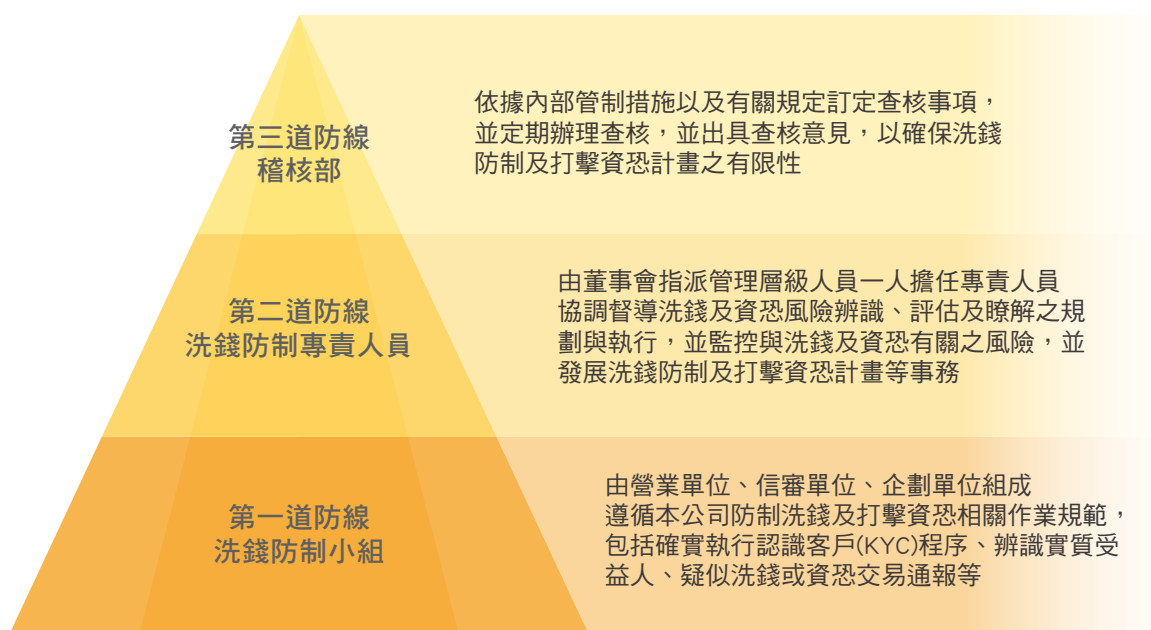 第三道防線
稽核部
依據內部管制措施以及有關規定訂定查核事項，
並定期辦理查核，並出具查核意見，以確保洗錢
防制及打擊資恐計畫之有限性
第二道防線
洗錢防制專責人員
由董事會指派管理層級人員一人擔任專責人員
協調督導洗錢及資恐風險辨識、評估及瞭解之規
劃與執行，並監控與洗錢及資恐有關之風險，並
發展洗錢防制及打擊資恐計畫等事務
第一道防線
洗錢防制小組
由營業單位、信審單位、企劃單位組成
遵循本公司防制洗錢及打擊資恐相關作業規範，
包括確實執行認識客戶(KYC)程序、辨識實質受
益人、疑似洗錢或資恐交易通報等